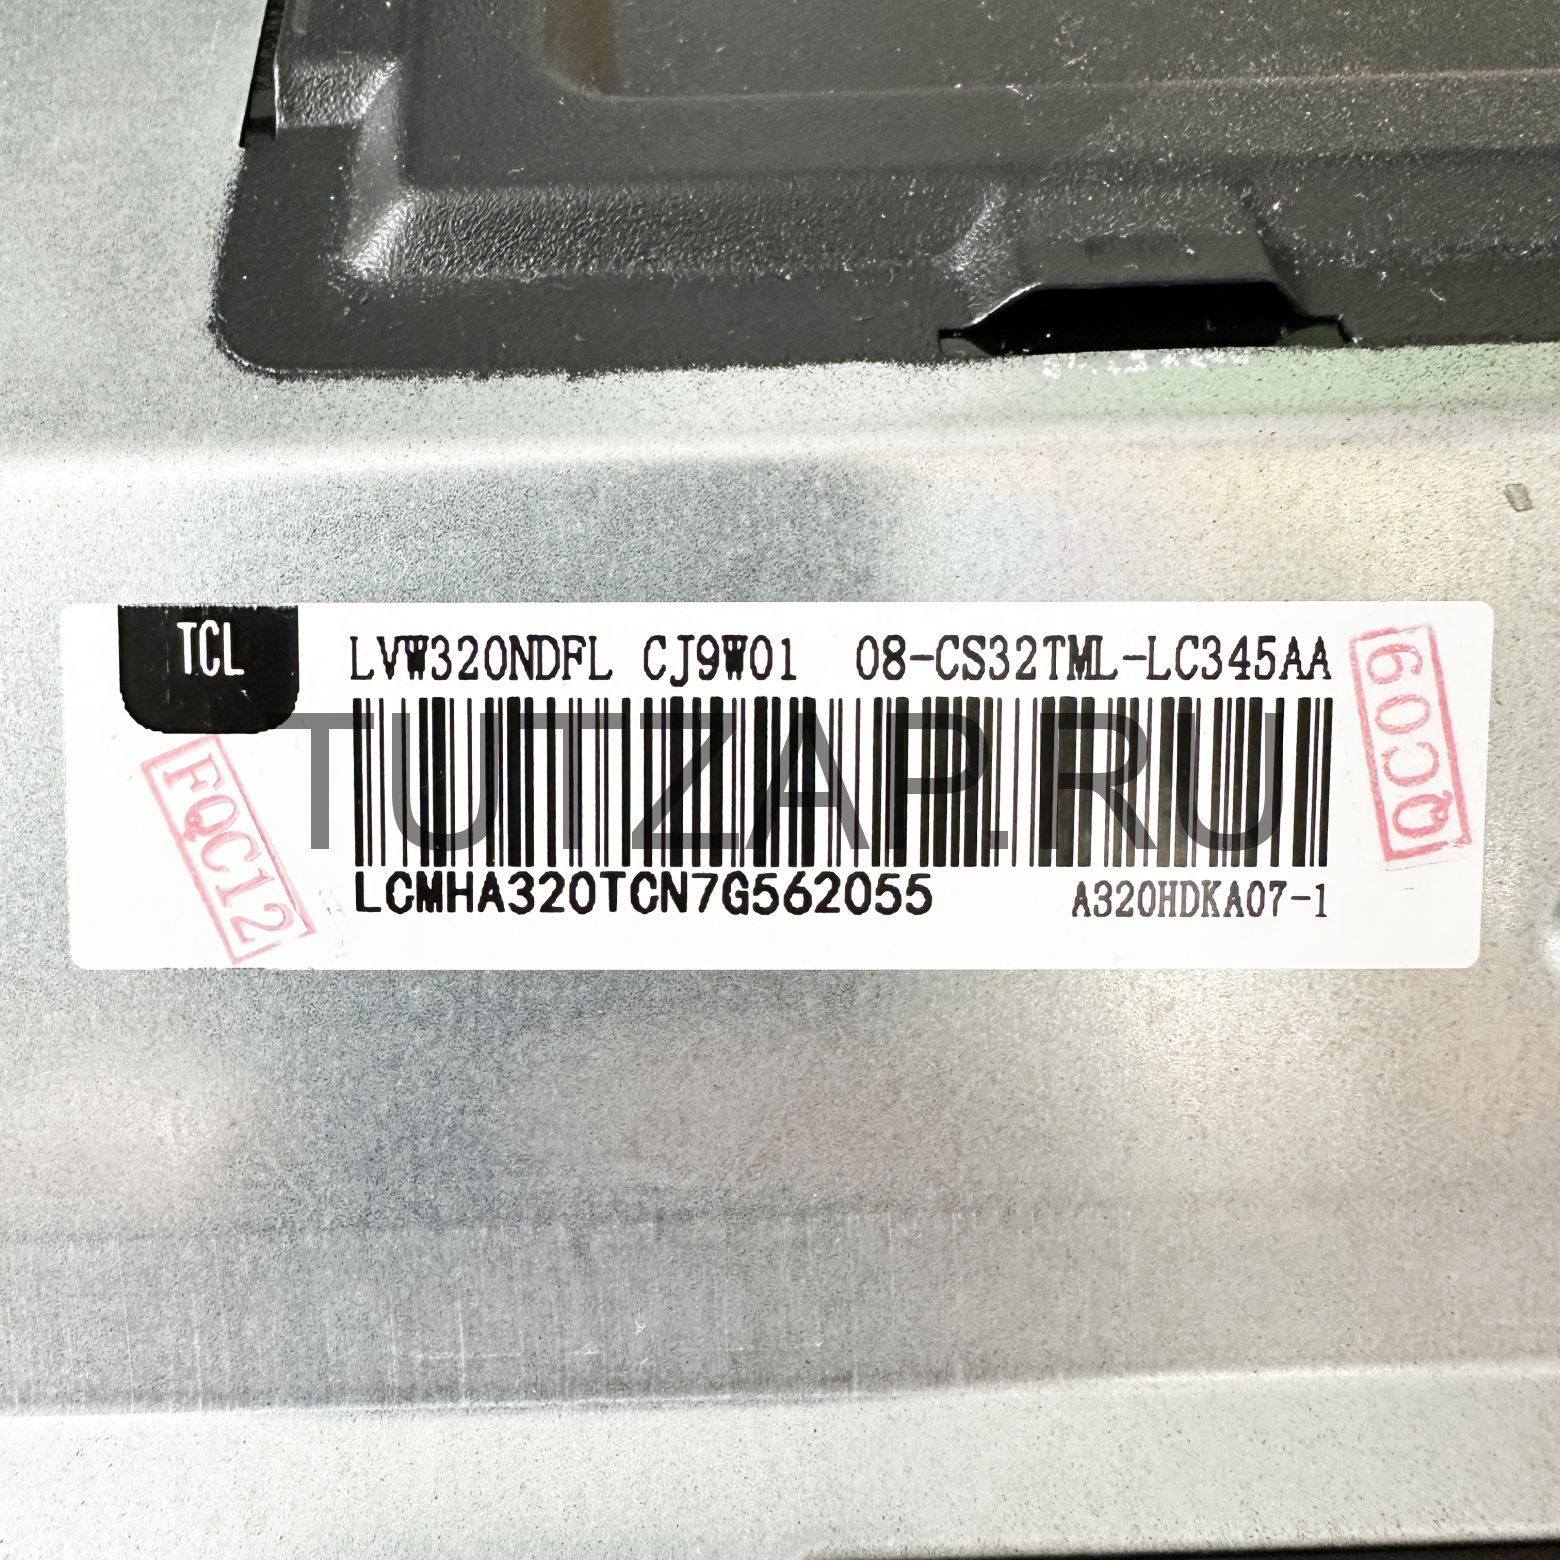 TCL
LVW320NDFL CJ9W01 08-CS32TML-LC345AA
QC09
TUTZAP.RU
FQC12
LCMHA320TCN7G562055 A320HDKA07-1